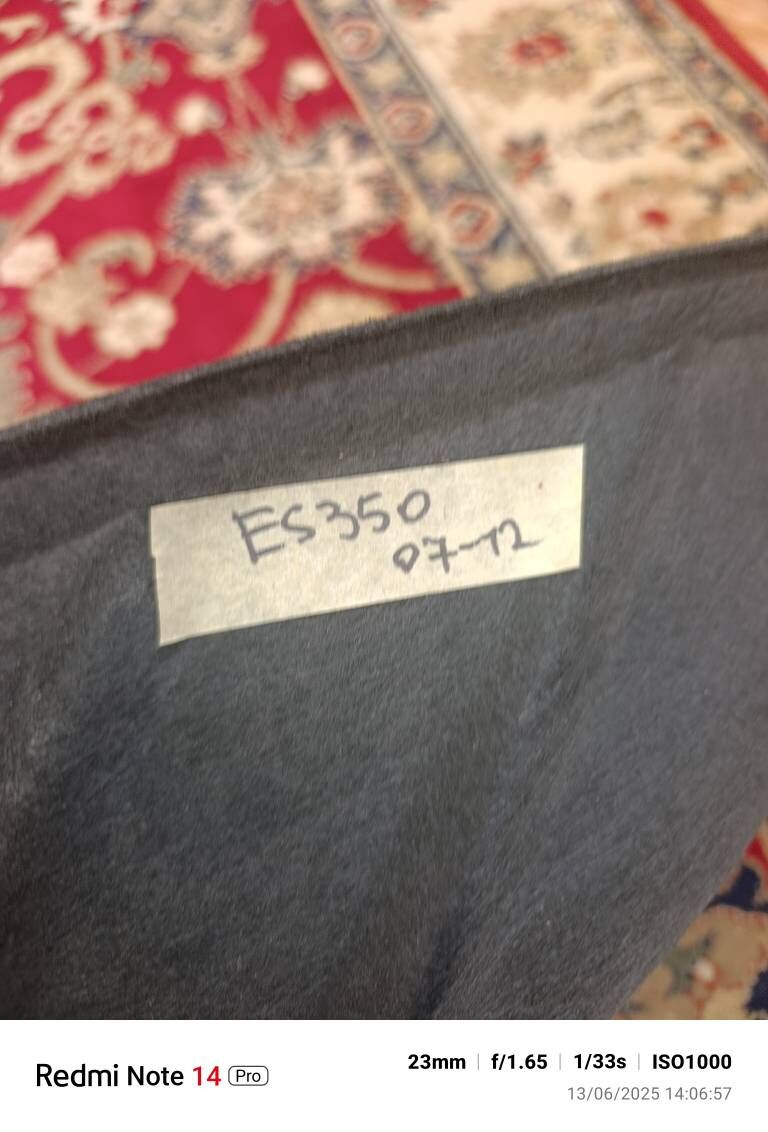 ES350
07-12
Redmi Note 14 Pro
23mm | f/1.65 | 1/33s | ISO1000
13/06/2025 14:06:57